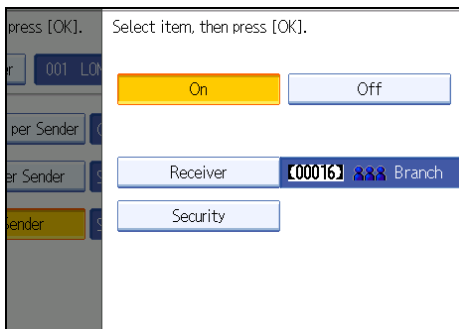 press [OK].
Select item, then press [OK].
001 LON
On
Off
per Sender
er Sender
Receiver
【00016】 Branch
Security
ender